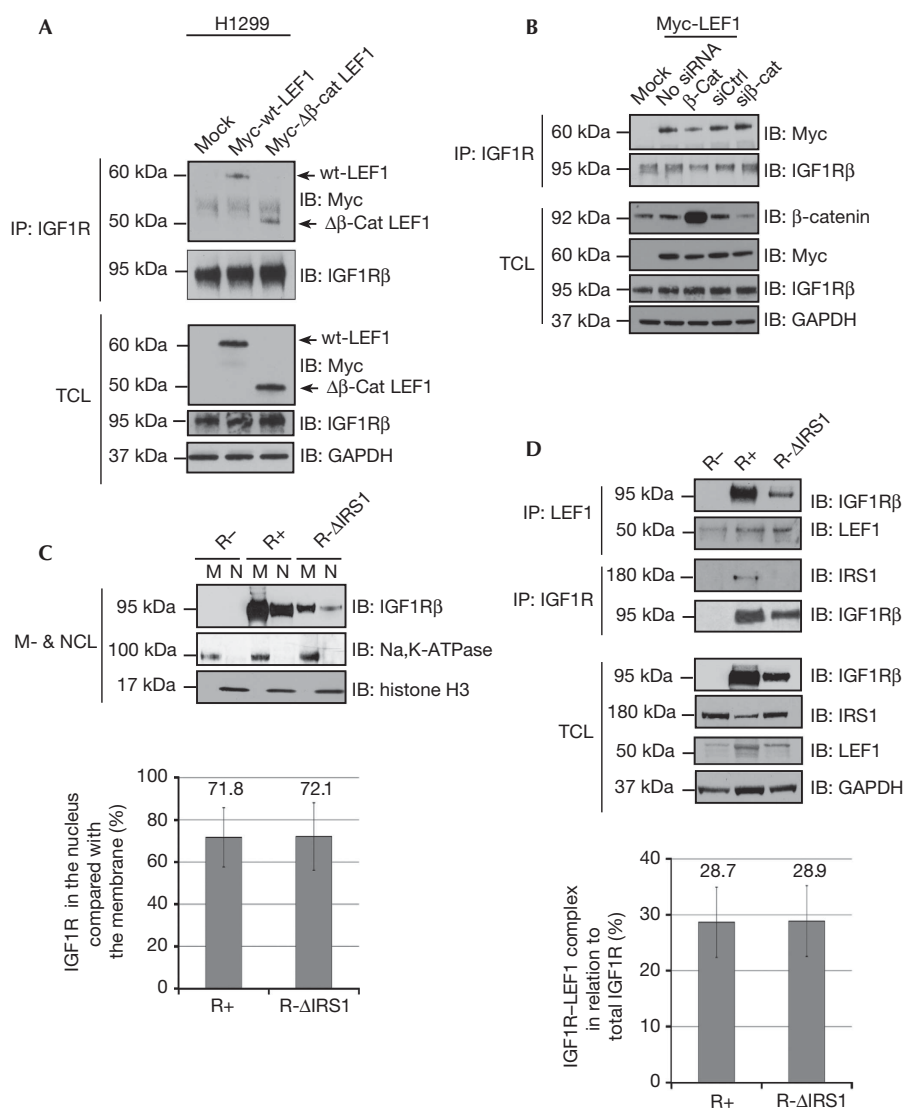 A
H1299
Mock
Myc-wt-LEF1
Myc-Δβ-cat LEF1
IP: IGF1R
60 kDa
wt-LEF1
IB: Myc
50 kDa
Δβ-Cat LEF1
95 kDa
IB: IGF1Rβ
TCL
60 kDa
wt-LEF1
IB: Myc
50 kDa
Δβ-Cat LEF1
95 kDa
IB: IGF1Rβ
37 kDa
IB: GAPDH
B
Myc-LEF1
Mock
No siRNA
β-Cat
siCtrl
siβ-cat
IP: IGF1R
60 kDa
IB: Myc
95 kDa
IB: IGF1Rβ
TCL
92 kDa
IB: β-catenin
60 kDa
IB: Myc
95 kDa
IB: IGF1Rβ
37 kDa
IB: GAPDH
C
R–
R+
R-ΔIRS1
M N M N M N
M- & NCL
95 kDa
IB: IGF1Rβ
100 kDa
IB: Na,K-ATPase
17 kDa
IB: histone H3
IGF1R in the nucleus
compared with
the membrane (%)
100
80
60
40
20
0
71.8
72.1
R+
R-ΔIRS1
D
R–
R+
R-ΔIRS1
IP: LEF1
95 kDa
IB: IGF1Rβ
50 kDa
IB: LEF1
IP: IGF1R
180 kDa
IB: IRS1
95 kDa
IB: IGF1Rβ
TCL
95 kDa
IB: IGF1Rβ
180 kDa
IB: IRS1
50 kDa
IB: LEF1
37 kDa
IB: GAPDH
IGF1R–LEF1 complex
in relation to
total IGF1R (%)
40
30
20
10
0
28.7
28.9
R+
R-ΔIRS1